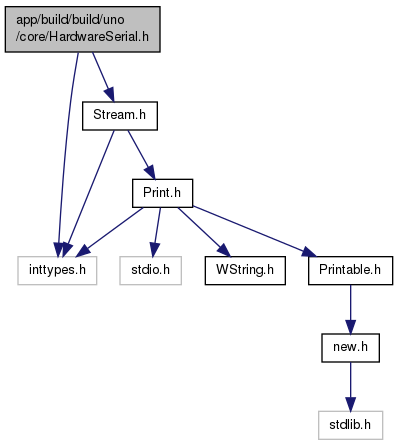 app/build/build/uno
/core/HardwareSerial.h
Stream.h
Print.h
inttypes.h
stdio.h
WString.h
Printable.h
new.h
stdlib.h